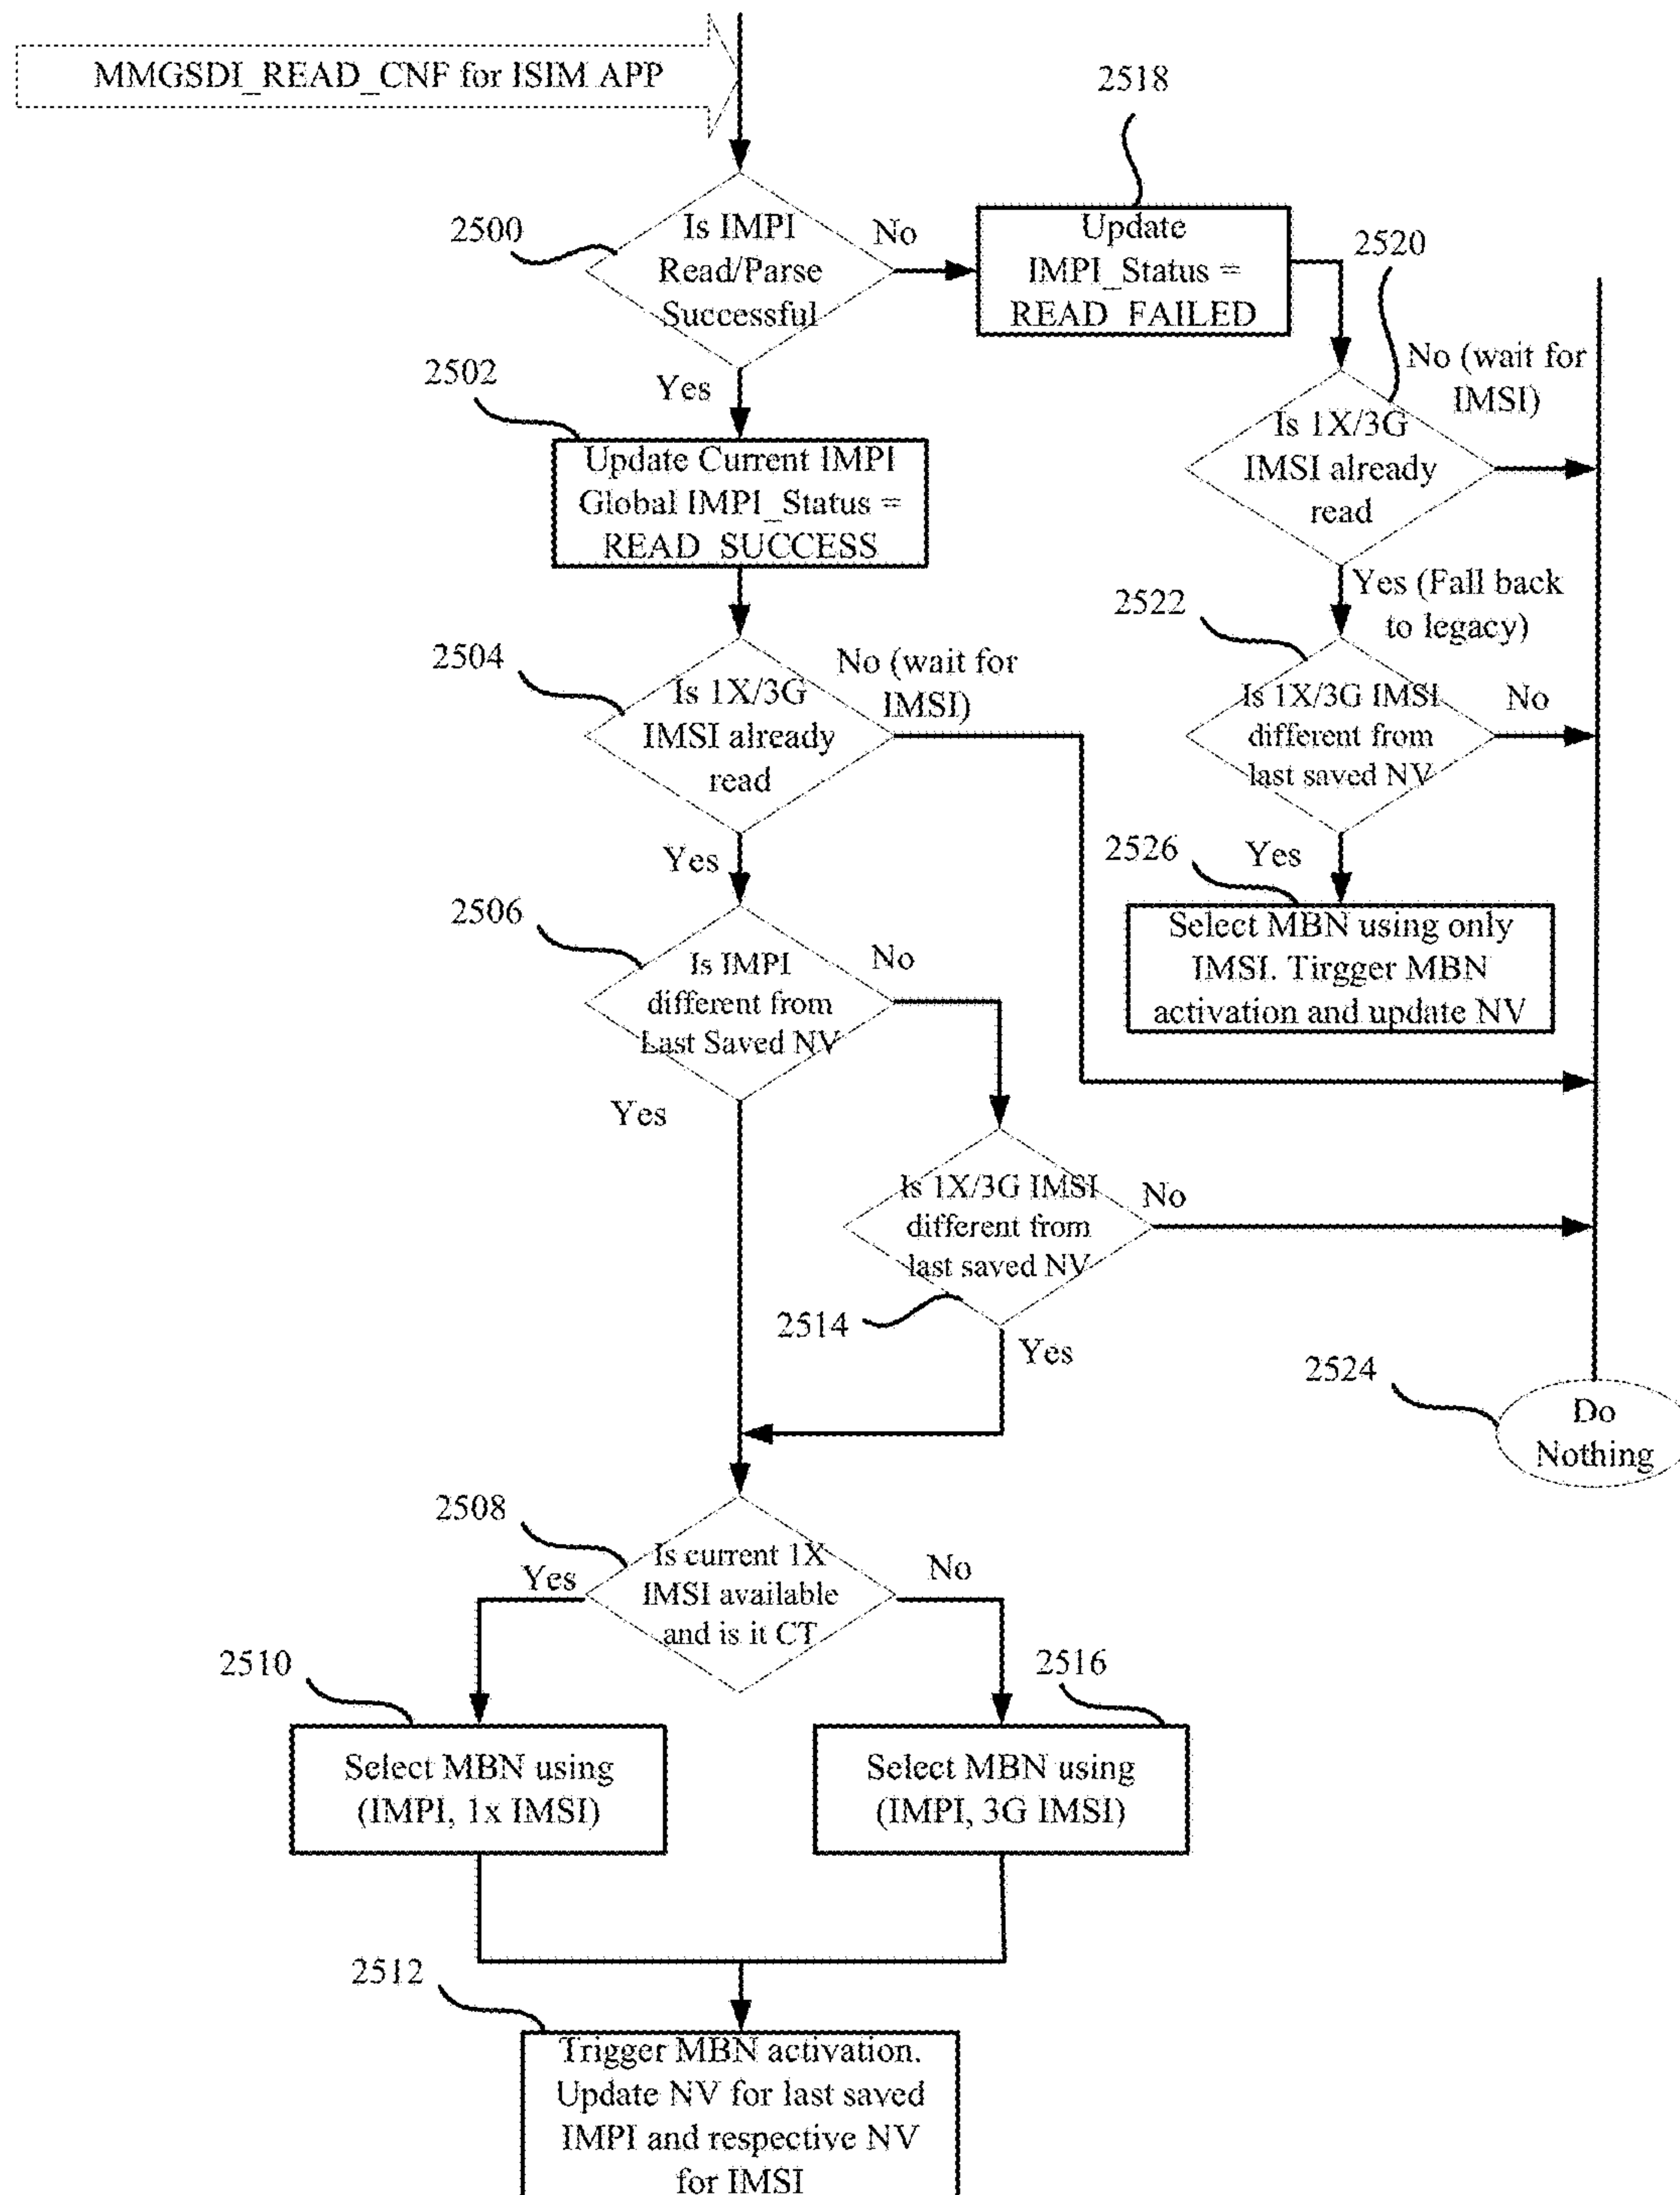 MMGSDI_READ_CNF for ISIM APP
2518
2500
Is IMPI
Read/Parse
Successful
No
Update
IMPI_Status =
READ_FAILED
2520
2502
Yes
No (wait for
IMSI)
Update Current IMPI
Global IMPI_Status =
READ_SUCCESS
Is 1X/3G
IMSI already
read
2522
Yes (Fall back
to legacy)
2504
Is 1X/3G
IMSI already
read
No (wait for
IMSI)
Is 1X/3G IMSI
different from
last saved NV
No
Yes
2526
Yes
2506
Is IMPI
different from
Last Saved NV
No
Select MBN using only
IMSI. Tirgger MBN
activation and update NV
Yes
Is 1X/3G IMSI
different from
last saved NV
No
2514
Yes
2524
Do
Nothing
2508
Is current 1X
IMSI available
and is it CT
Yes
No
2510
2516
Select MBN using
(IMPI, 1x IMSI)
Select MBN using
(IMPI, 3G IMSI)
2512
Trigger MBN activation.
Update NV for last saved
IMPI and respective NV
for IMSI